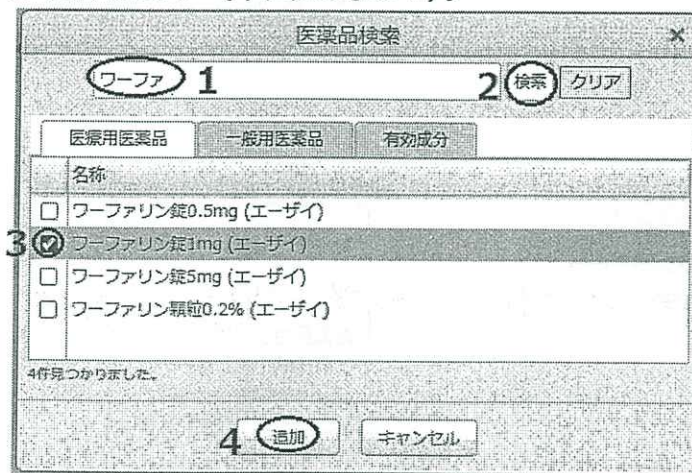 医薬品検索 ×
ワーファ 1 2 検索 クリア
医療用医薬品 一般用医薬品 有効成分
名称
ワーファリン錠0.5mg (エーザイ)
3 ワーファリン錠1mg (エーザイ)
ワーファリン錠5mg (エーザイ)
ワーファリン顆粒0.2% (エーザイ)
4件見つかりました。
4 追加 キャンセル